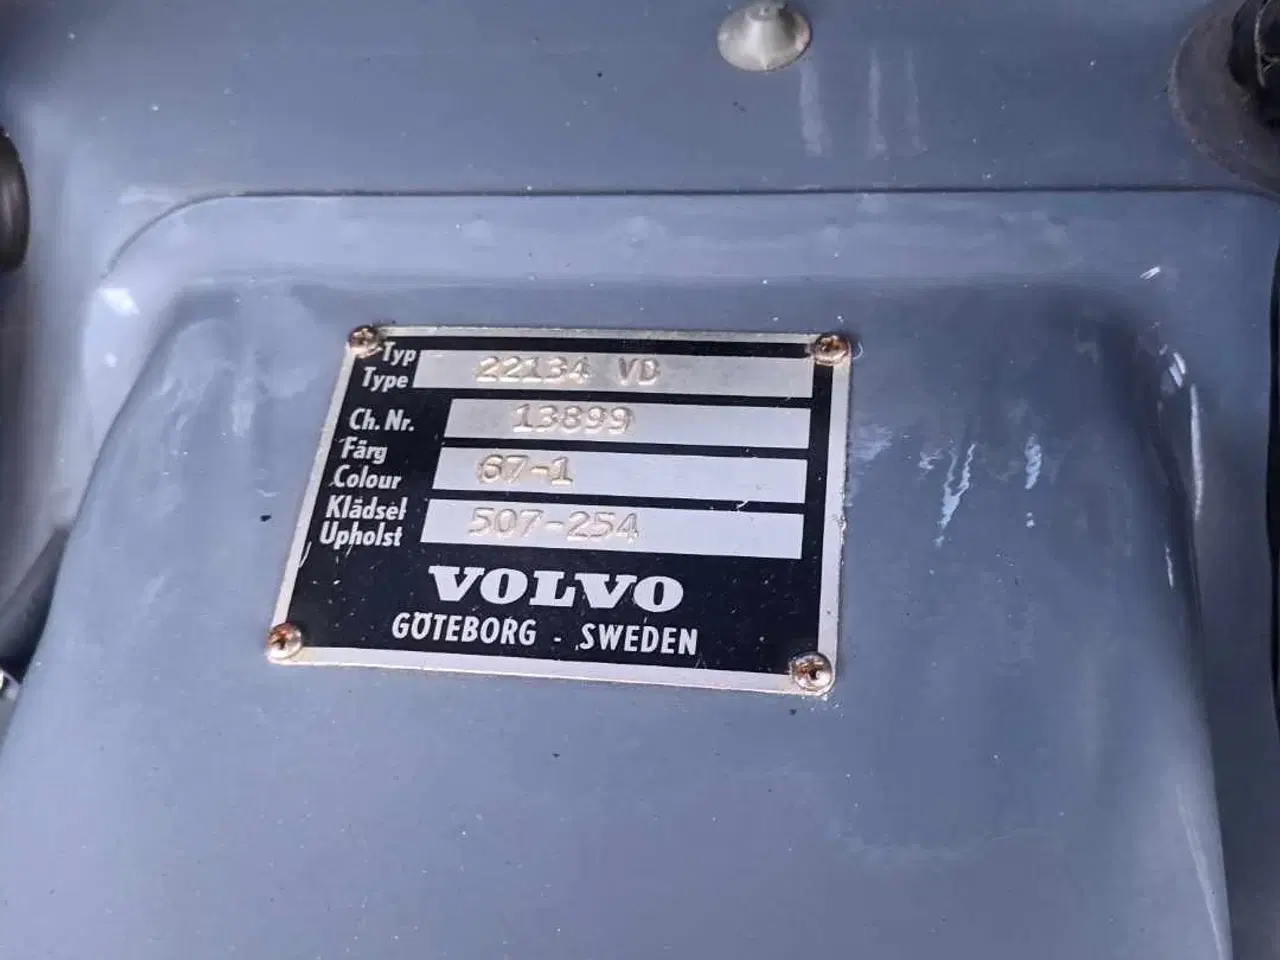 Typ
Type
22134 VD
Ch. Nr. 13899
Färg
Colour
67-1
Klädsel
Upholst
507-254
VOLVO
GÖTEBORG - SWEDEN